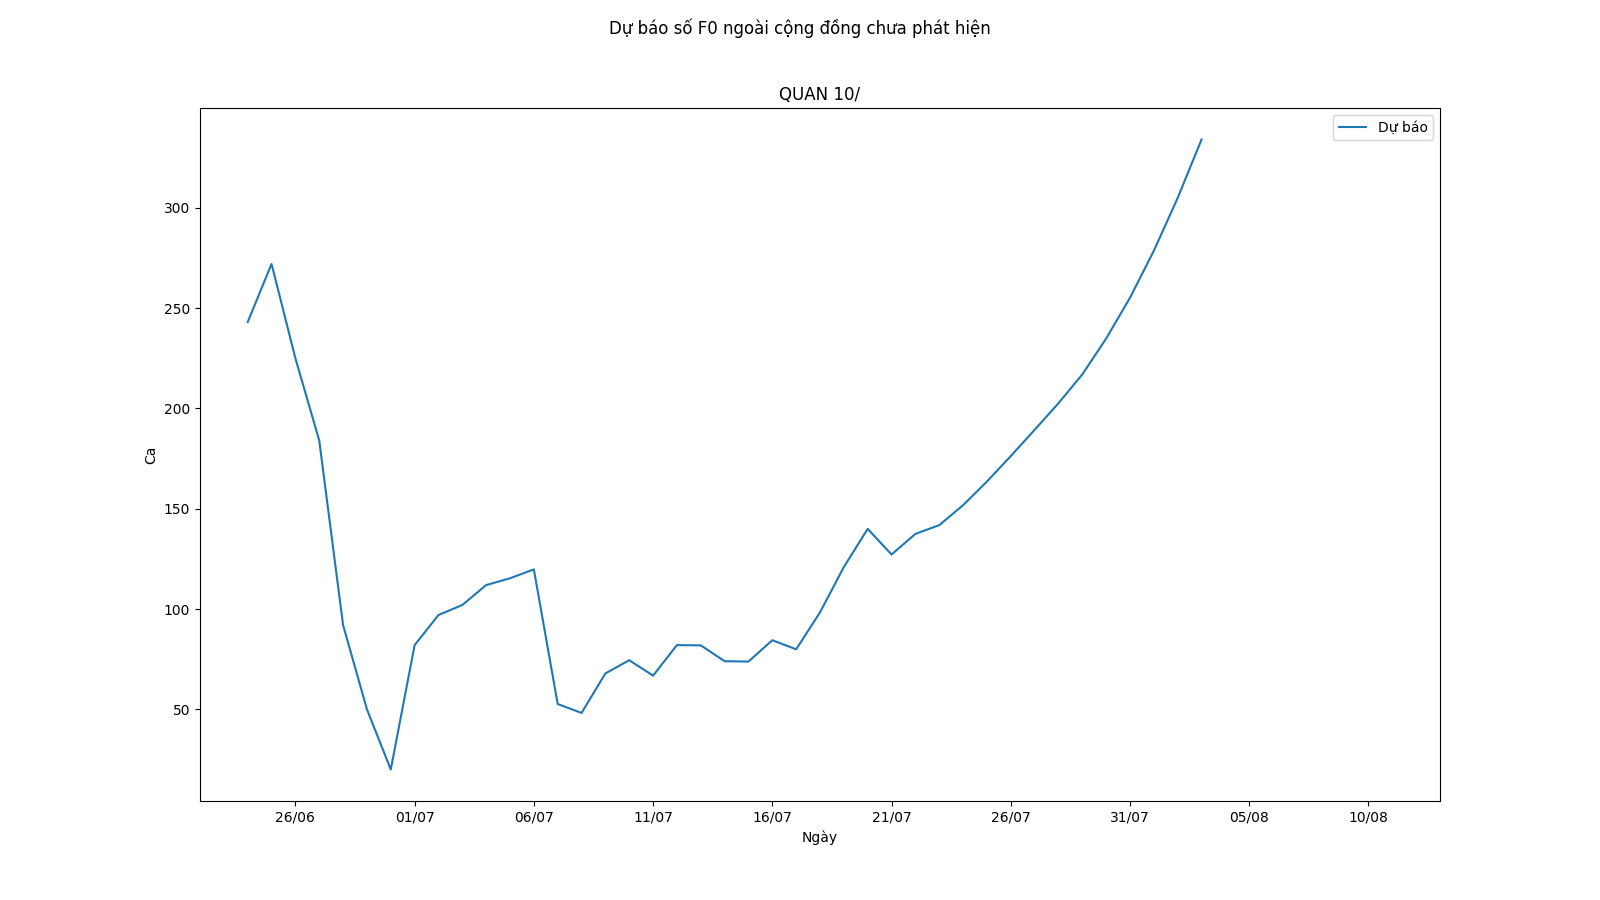 Dự báo số F0 ngoài cộng đồng chưa phát hiện
QUAN 10/
Dự báo
300
250
200
150
100
50
Ca
26/06 01/07 06/07 11/07 16/07 21/07 26/07 31/07 05/08 10/08
Ngày